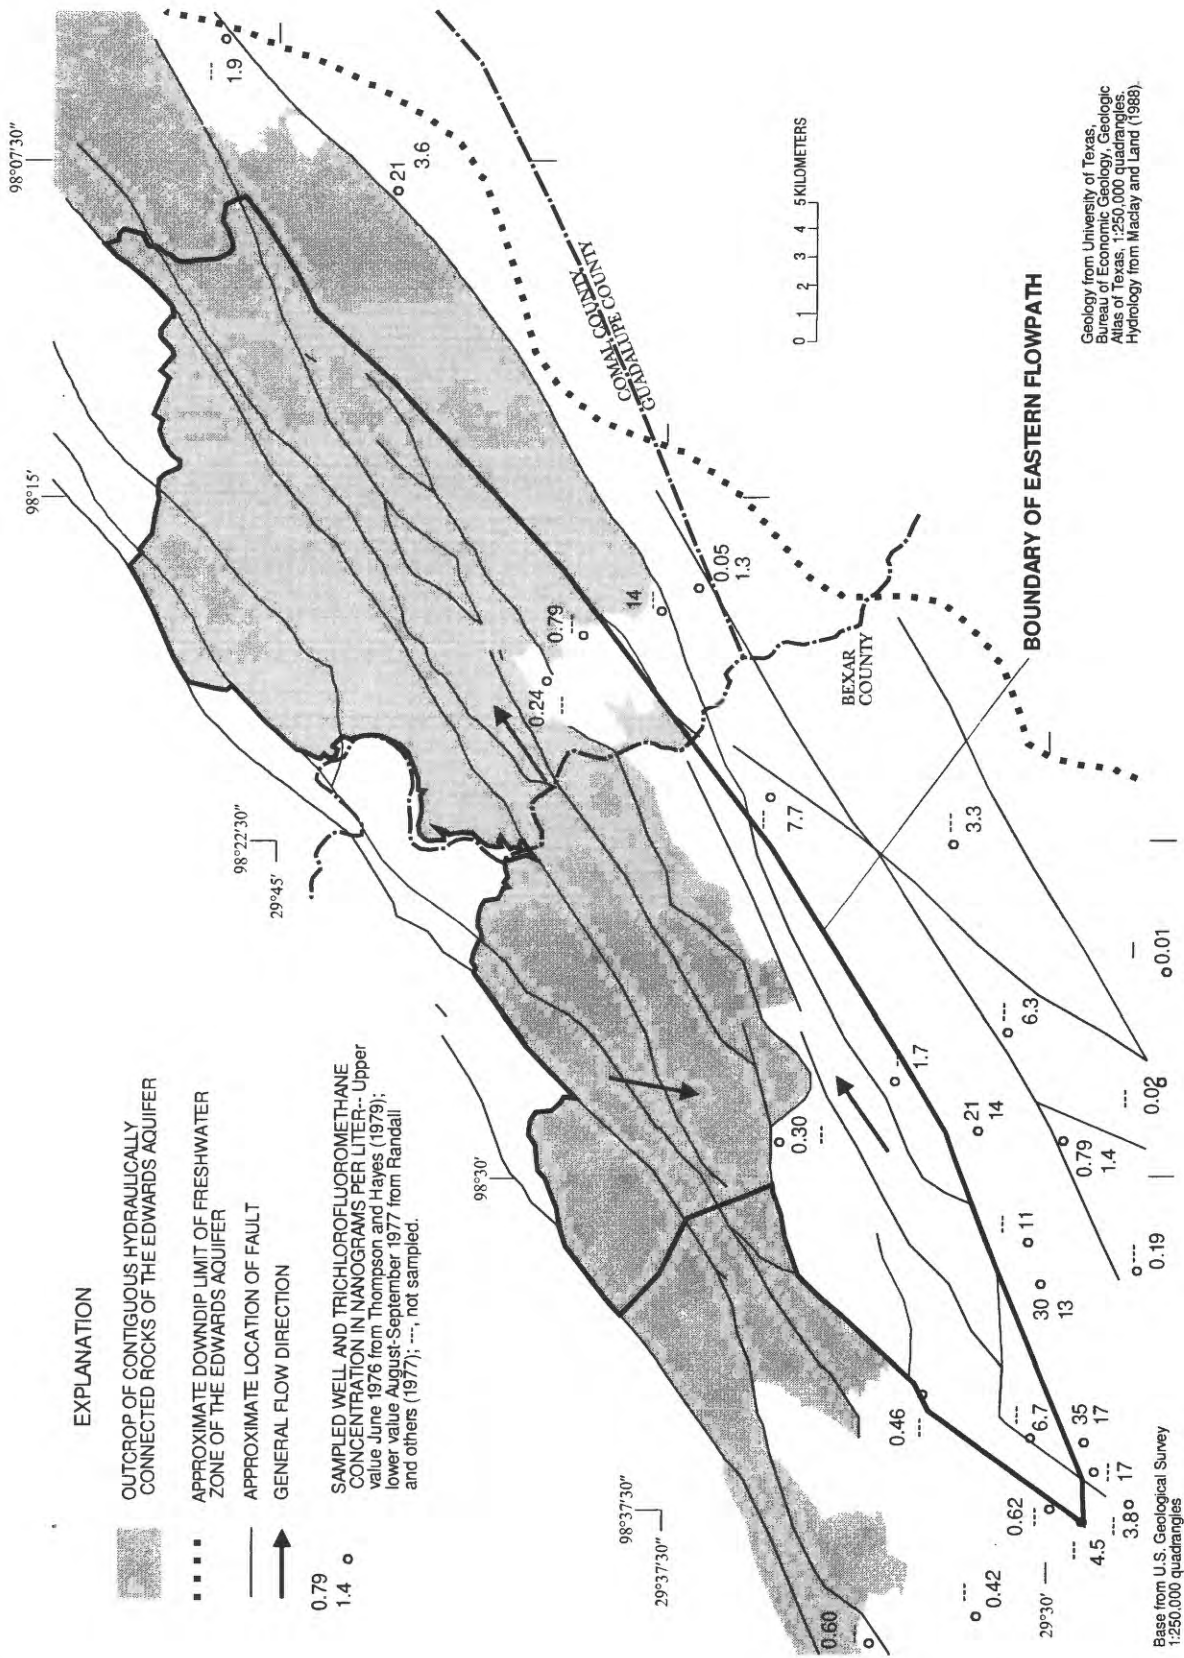 EXPLANATION
OUTCROP OF CONTIGUOUS HYDRAULICALLY
CONNECTED ROCKS OF THE EDWARDS AQUIFER
APPROXIMATE DOWNDIP LIMIT OF FRESHWATER
ZONE OF THE EDWARDS AQUIFER
APPROXIMATE LOCATION OF FAULT
GENERAL FLOW DIRECTION
0.79
1.4
SAMPLED WELL AND TRICHLOROFLUOROMETHANE
CONCENTRATION IN NANOGRAMS PER LITER-- Upper
value June 1976 from Thompson and Hayes (1979);
lower value August-September 1977 from Randall
and others (1977); ---, not sampled.
98°37'30"
29°37'30"
98°30'
98°22'30"
29°45'
98°15'
98°07'30"
0.60
---
---
0.42
29°30'
0.62
---
---
4.5
---
3.8
---
17
35
17
---
6.7
0.46
---
30
13
---
11
---
0.19
0.79
1.4
21
14
0.30
---
---
1.7
---
0.02
---
6.3
0.01
---
3.3
---
7.7
0.24
---
0.79
---
---
14
0.05
1.3
21
3.6
---
1.9
BEXAR
COUNTY
COMAL COUNTY
GUADALUPE COUNTY
BOUNDARY OF EASTERN FLOWPATH
0 1 2 3 4 5 KILOMETERS
Base from U.S. Geological Survey
1:250,000 quadrangles
Geology from University of Texas,
Bureau of Economic Geology, Geologic
Atlas of Texas, 1:250,000 quadrangles.
Hydrology from Maclay and Land (1988).